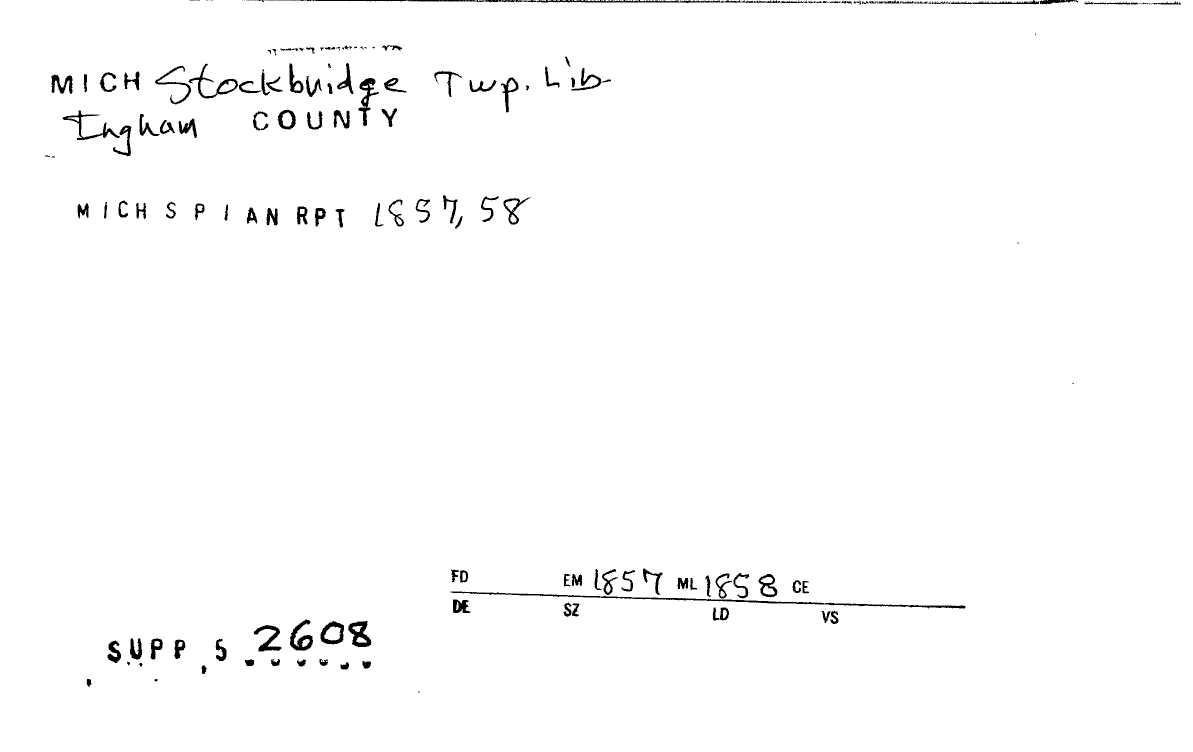 MICH Stockbridge Twp. Lib
Ingham COUNTY
MICH S P I AN RPT 1857, 58
FD EM 1857 ML 1858 CE
DE SZ LD VS
SUPP, 5 2608